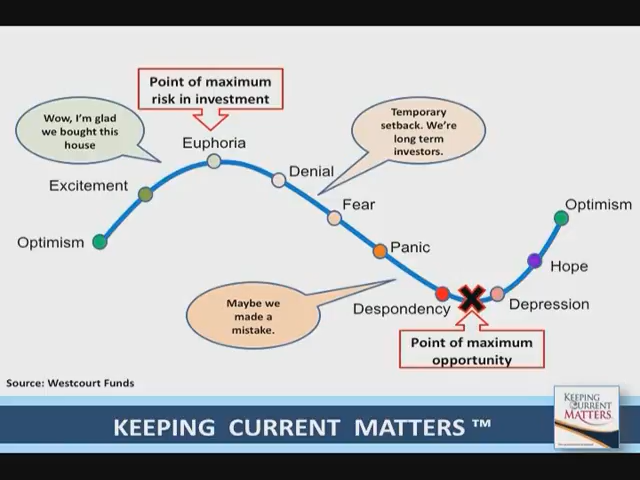 Point of maximum
risk in investment
Wow, I'm glad
we bought this
house
Temporary
setback. We're
long term
investors.
Euphoria
Denial
Excitement
Fear
Optimism
Optimism
Panic
Hope
Maybe we
made a
mistake.
Despondency
Depression
Point of maximum
opportunity
Source: Westcourt Funds
KEEPING CURRENT MATTERS ™
KEEPING
CURRENT
MATTERS